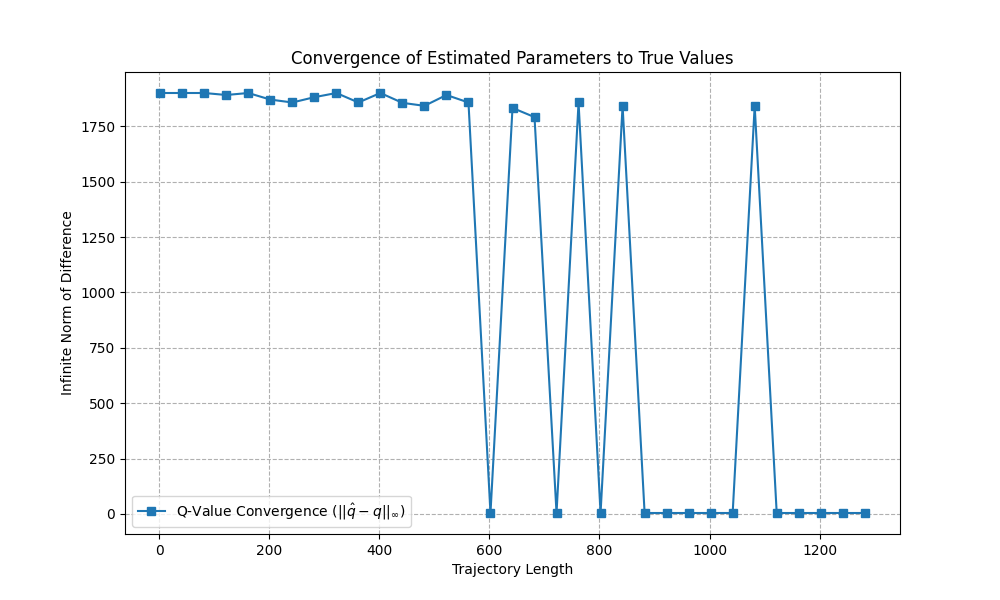 Convergence of Estimated Parameters to True Values
Infinite Norm of Difference
1750
1500
1250
1000
750
500
250
0
Q-Value Convergence (||q̂ − q||∞)
0 200 400 600 800 1000 1200
Trajectory Length